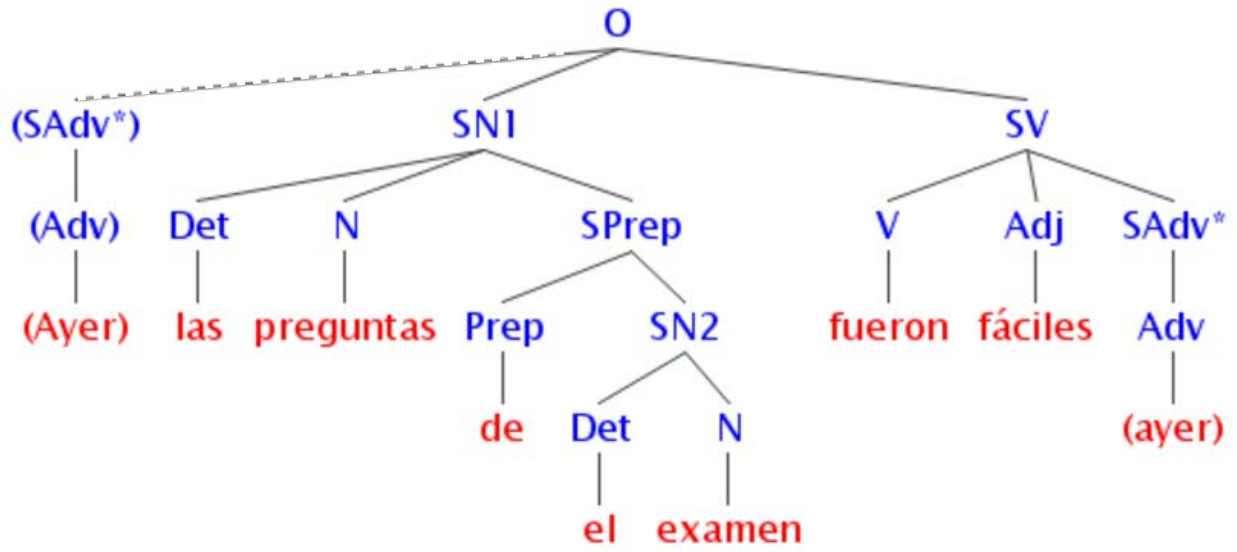 O
(SAdv*) SN1 SV
(Adv) Det N SPrep V Adj SAdv*
(Ayer) las preguntas Prep SN2 fueron fáciles Adv
de Det N (ayer)
el examen